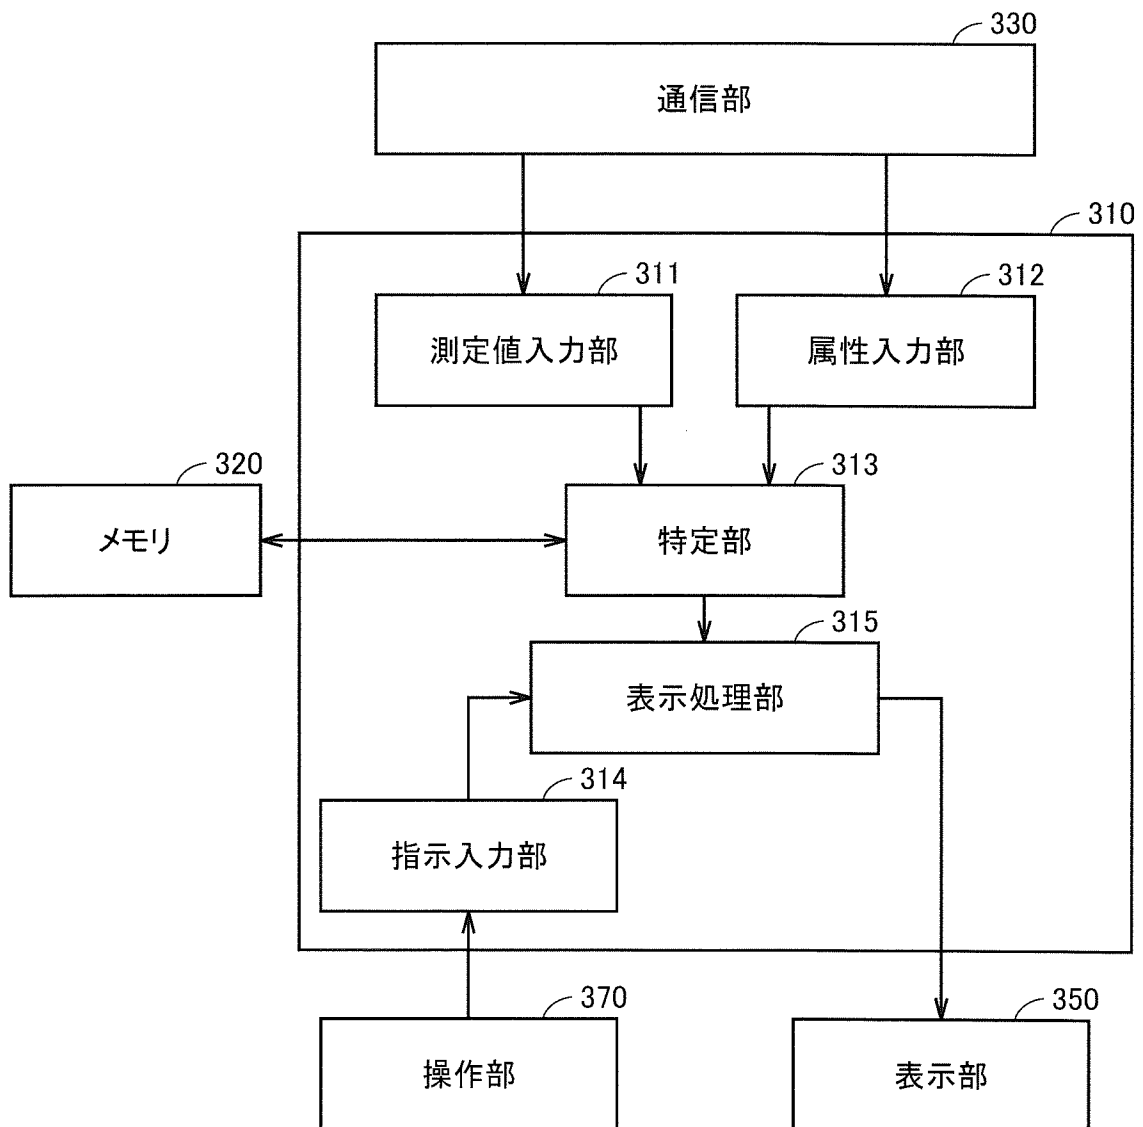 330
通信部
310
311
312
測定値入力部
属性入力部
320
313
メモリ
特定部
315
表示処理部
314
指示入力部
370
350
操作部
表示部